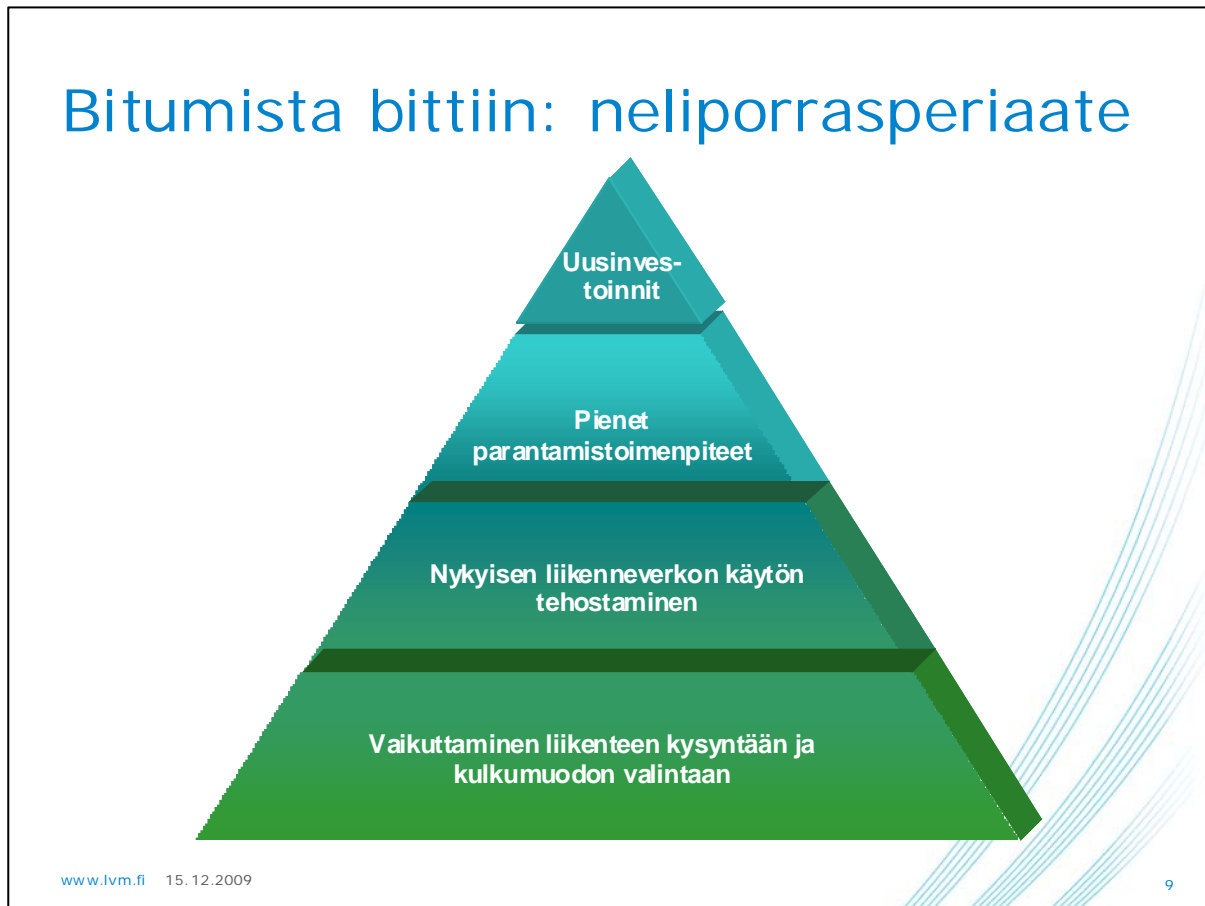 Bitumista bittiin: neliporrasperiaate
Uusinves-
toinnit
Pienet
parantamistoimenpiteet
Nykyisen liikenneverkon käytön
tehostaminen
Vaikuttaminen liikenteen kysyntään ja
kulkumuodon valintaan
www.lvm.fi 15.12.2009
9